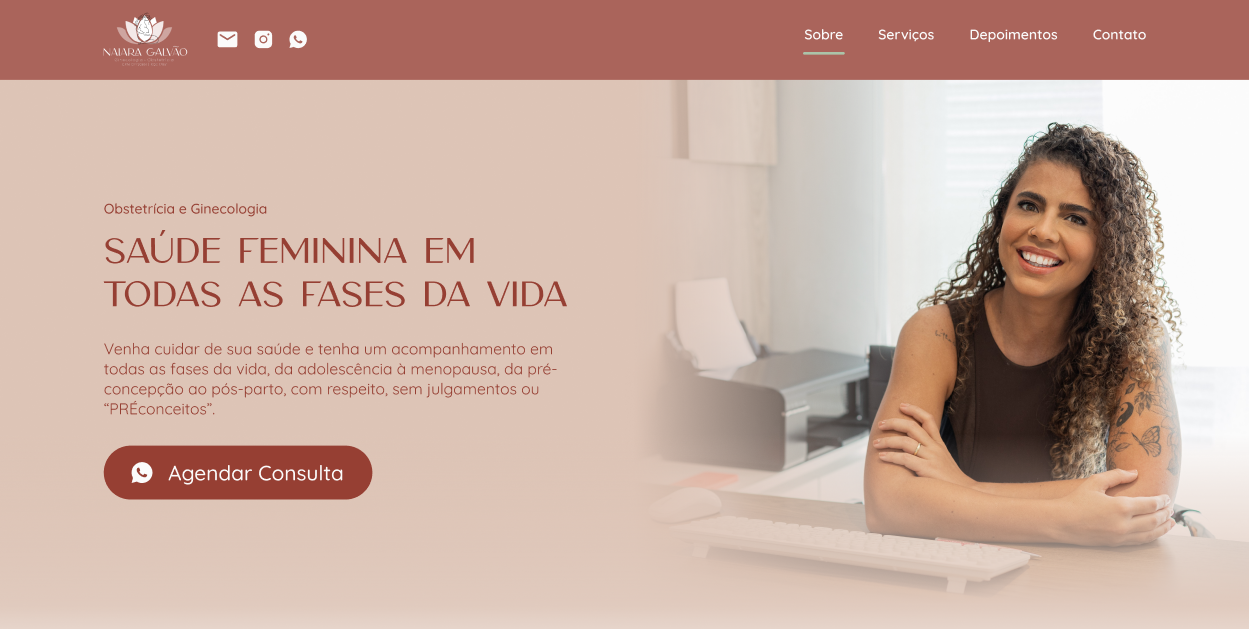 NAIARA GALVÃO
Sobre
Serviços
Depoimentos
Contato
Obstetrícia e Ginecologia
SAÚDE FEMININA EM
TODAS AS FASES DA VIDA
Venha cuidar de sua saúde e tenha um acompanhamento em
todas as fases da vida, da adolescência à menopausa, da pré-
concepção ao pós-parto, com respeito, sem julgamentos ou
“PRÉconceitos”.
Agendar Consulta